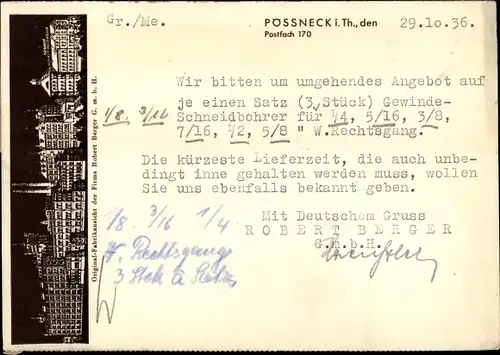 Gr./Me.
PÖSSNECK i. Th., den 29.10.36.
Postfach 170
Wir bitten um umgehendes Angebot auf
je einen Satz (3 Stück) Gewinde-
1/8. 3/16 Schneidbohrer für 1/4, 5/16, 3/8,
7/16, 1/2, 5/8 " W.Rechtsgang.
Die kürzeste Lieferzeit, die auch unbe-
dingt inne gehalten werden muss, wollen
Sie uns ebenfalls bekannt geben.
Mit Deutschem Gruss
ROBERT BERGER
G.m.b.H.
1/8 3/16 1/4
Rechtsgang
3 Stck à Satz,
Original-Fabrikansicht der Firma Robert Berger G. m. b. H.